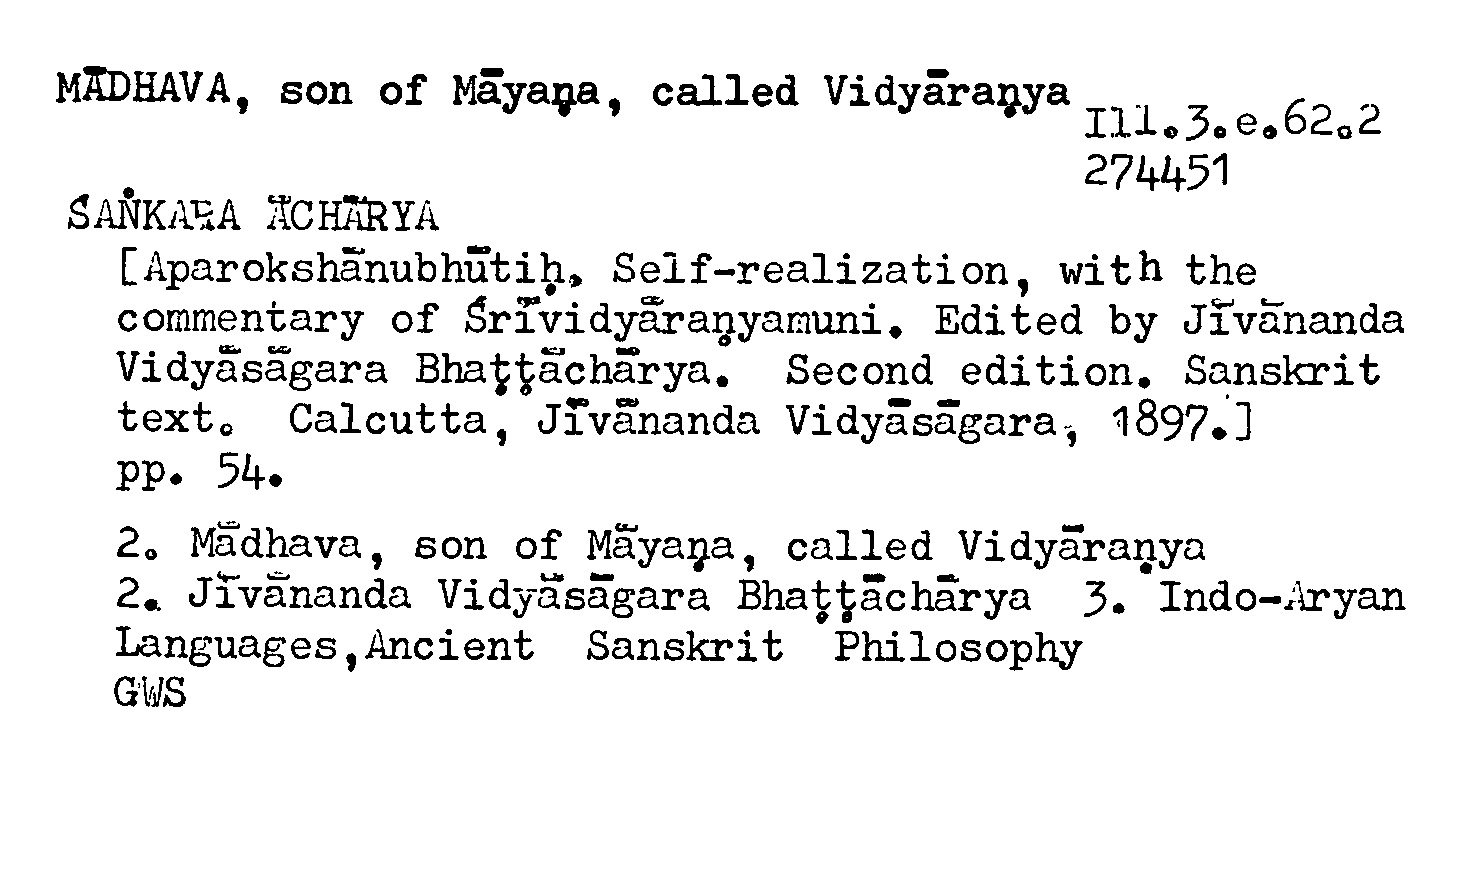 MĀDHAVA, son of Māyaṇa, called Vidyāraṇya
Ill.3.e.62.2
274451
ŚAṄKARA ĀCHĀRYA
[Aparokshānubhūtiḥ. Self-realization, with the
commentary of Śrīvidyāraṇyamuni. Edited by Jīvānanda
Vidyāsāgara Bhaṭṭāchārya. Second edition. Sanskrit
text. Calcutta, Jīvānanda Vidyāsāgara, 1897.]
pp. 54.
2. Mādhava, son of Māyaṇa, called Vidyāraṇya
2. Jīvānanda Vidyāsāgara Bhaṭṭāchārya 3. Indo-Aryan
Languages,Ancient Sanskrit Philosophy
GWS